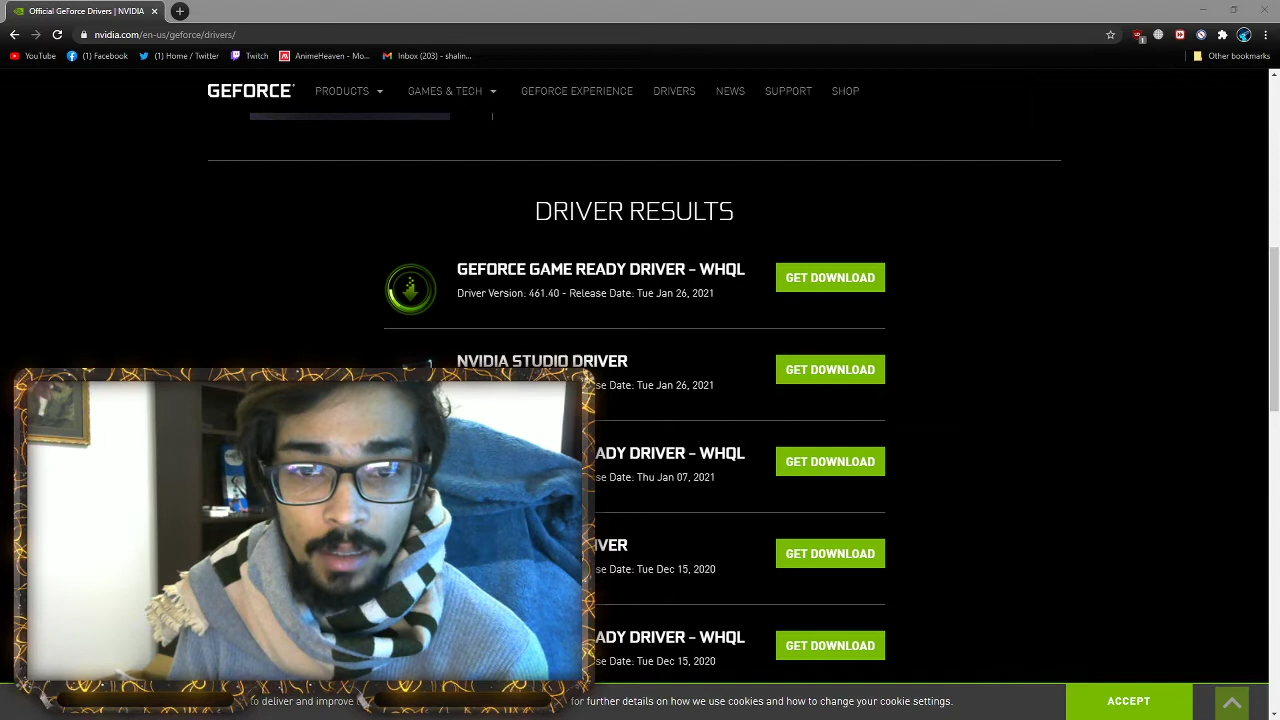 GeForce Drivers | NVIDIA
nvidia.com/en-us/geforce/drivers/
YouTube (1) Facebook (1) Home / Twitter Twitch AnimeHeaven - Mo... Inbox (203) - shalin... Other bookmarks
GEFORCE PRODUCTS GAMES & TECH GEFORCE EXPERIENCE DRIVERS NEWS SUPPORT SHOP
DRIVER RESULTS
GEFORCE GAME READY DRIVER - WHQL
Driver Version: 461.40 - Release Date: Tue Jan 26, 2021
GET DOWNLOAD
NVIDIA STUDIO DRIVER
se Date: Tue Jan 26, 2021
GET DOWNLOAD
ADY DRIVER - WHQL
se Date: Thu Jan 07, 2021
GET DOWNLOAD
IVER
se Date: Tue Dec 15, 2020
GET DOWNLOAD
ADY DRIVER - WHQL
se Date: Tue Dec 15, 2020
GET DOWNLOAD
to deliver and improve for further details on how we use cookies and how to change your cookie settings.
ACCEPT